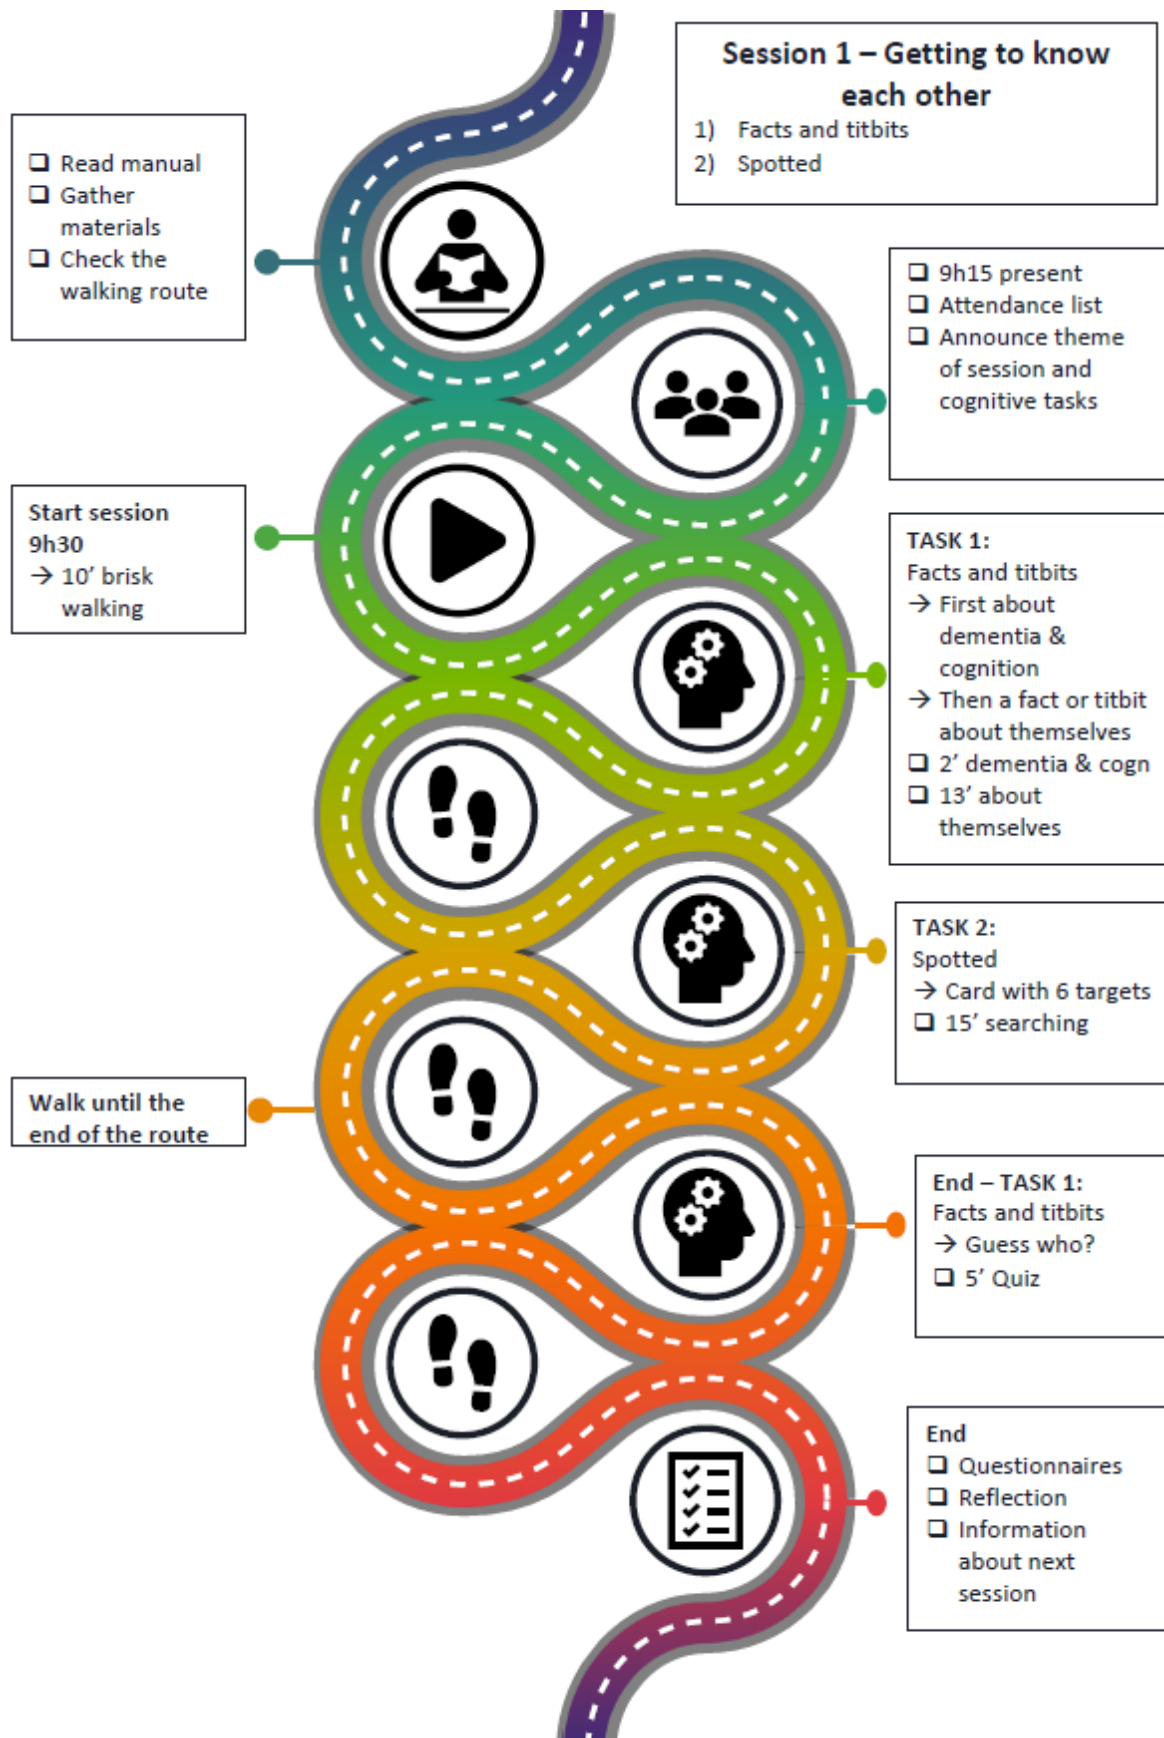 Session 1 – Getting to know
each other
1) Facts and titbits
2) Spotted
❑ Read manual
❑ Gather
materials
❑ Check the
walking route
❑ 9h15 present
❑ Attendance list
❑ Announce theme
of session and
cognitive tasks
Start session
9h30
→ 10’ brisk
walking
TASK 1:
Facts and titbits
→ First about
dementia &
cognition
→ Then a fact or titbit
about themselves
❑ 2’ dementia & cogn
❑ 13’ about
themselves
TASK 2:
Spotted
→ Card with 6 targets
❑ 15’ searching
Walk until the
end of the route
End – TASK 1:
Facts and titbits
→ Guess who?
❑ 5’ Quiz
End
❑ Questionnaires
❑ Reflection
❑ Information
about next
session